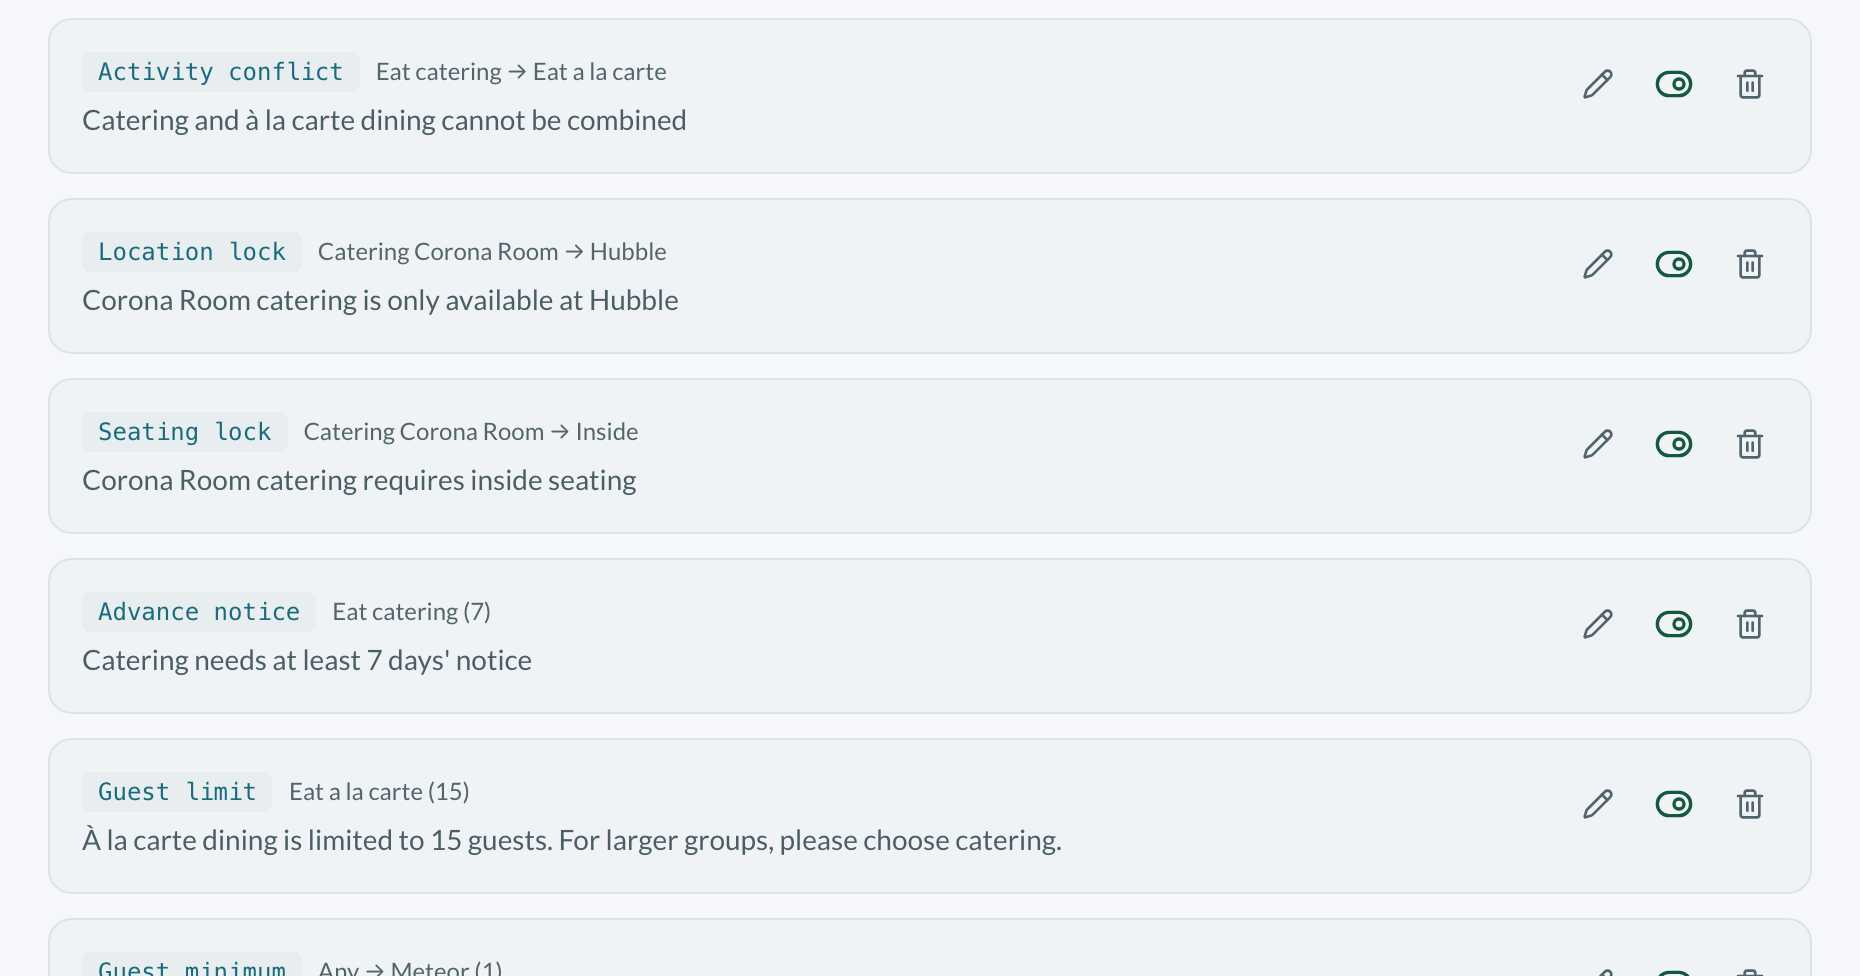 Activity conflict Eat catering → Eat a la carte
Catering and à la carte dining cannot be combined
Location lock Catering Corona Room → Hubble
Corona Room catering is only available at Hubble
Seating lock Catering Corona Room → Inside
Corona Room catering requires inside seating
Advance notice Eat catering (7)
Catering needs at least 7 days' notice
Guest limit Eat a la carte (15)
À la carte dining is limited to 15 guests. For larger groups, please choose catering.
Guest minimum Any → Meteor (1)